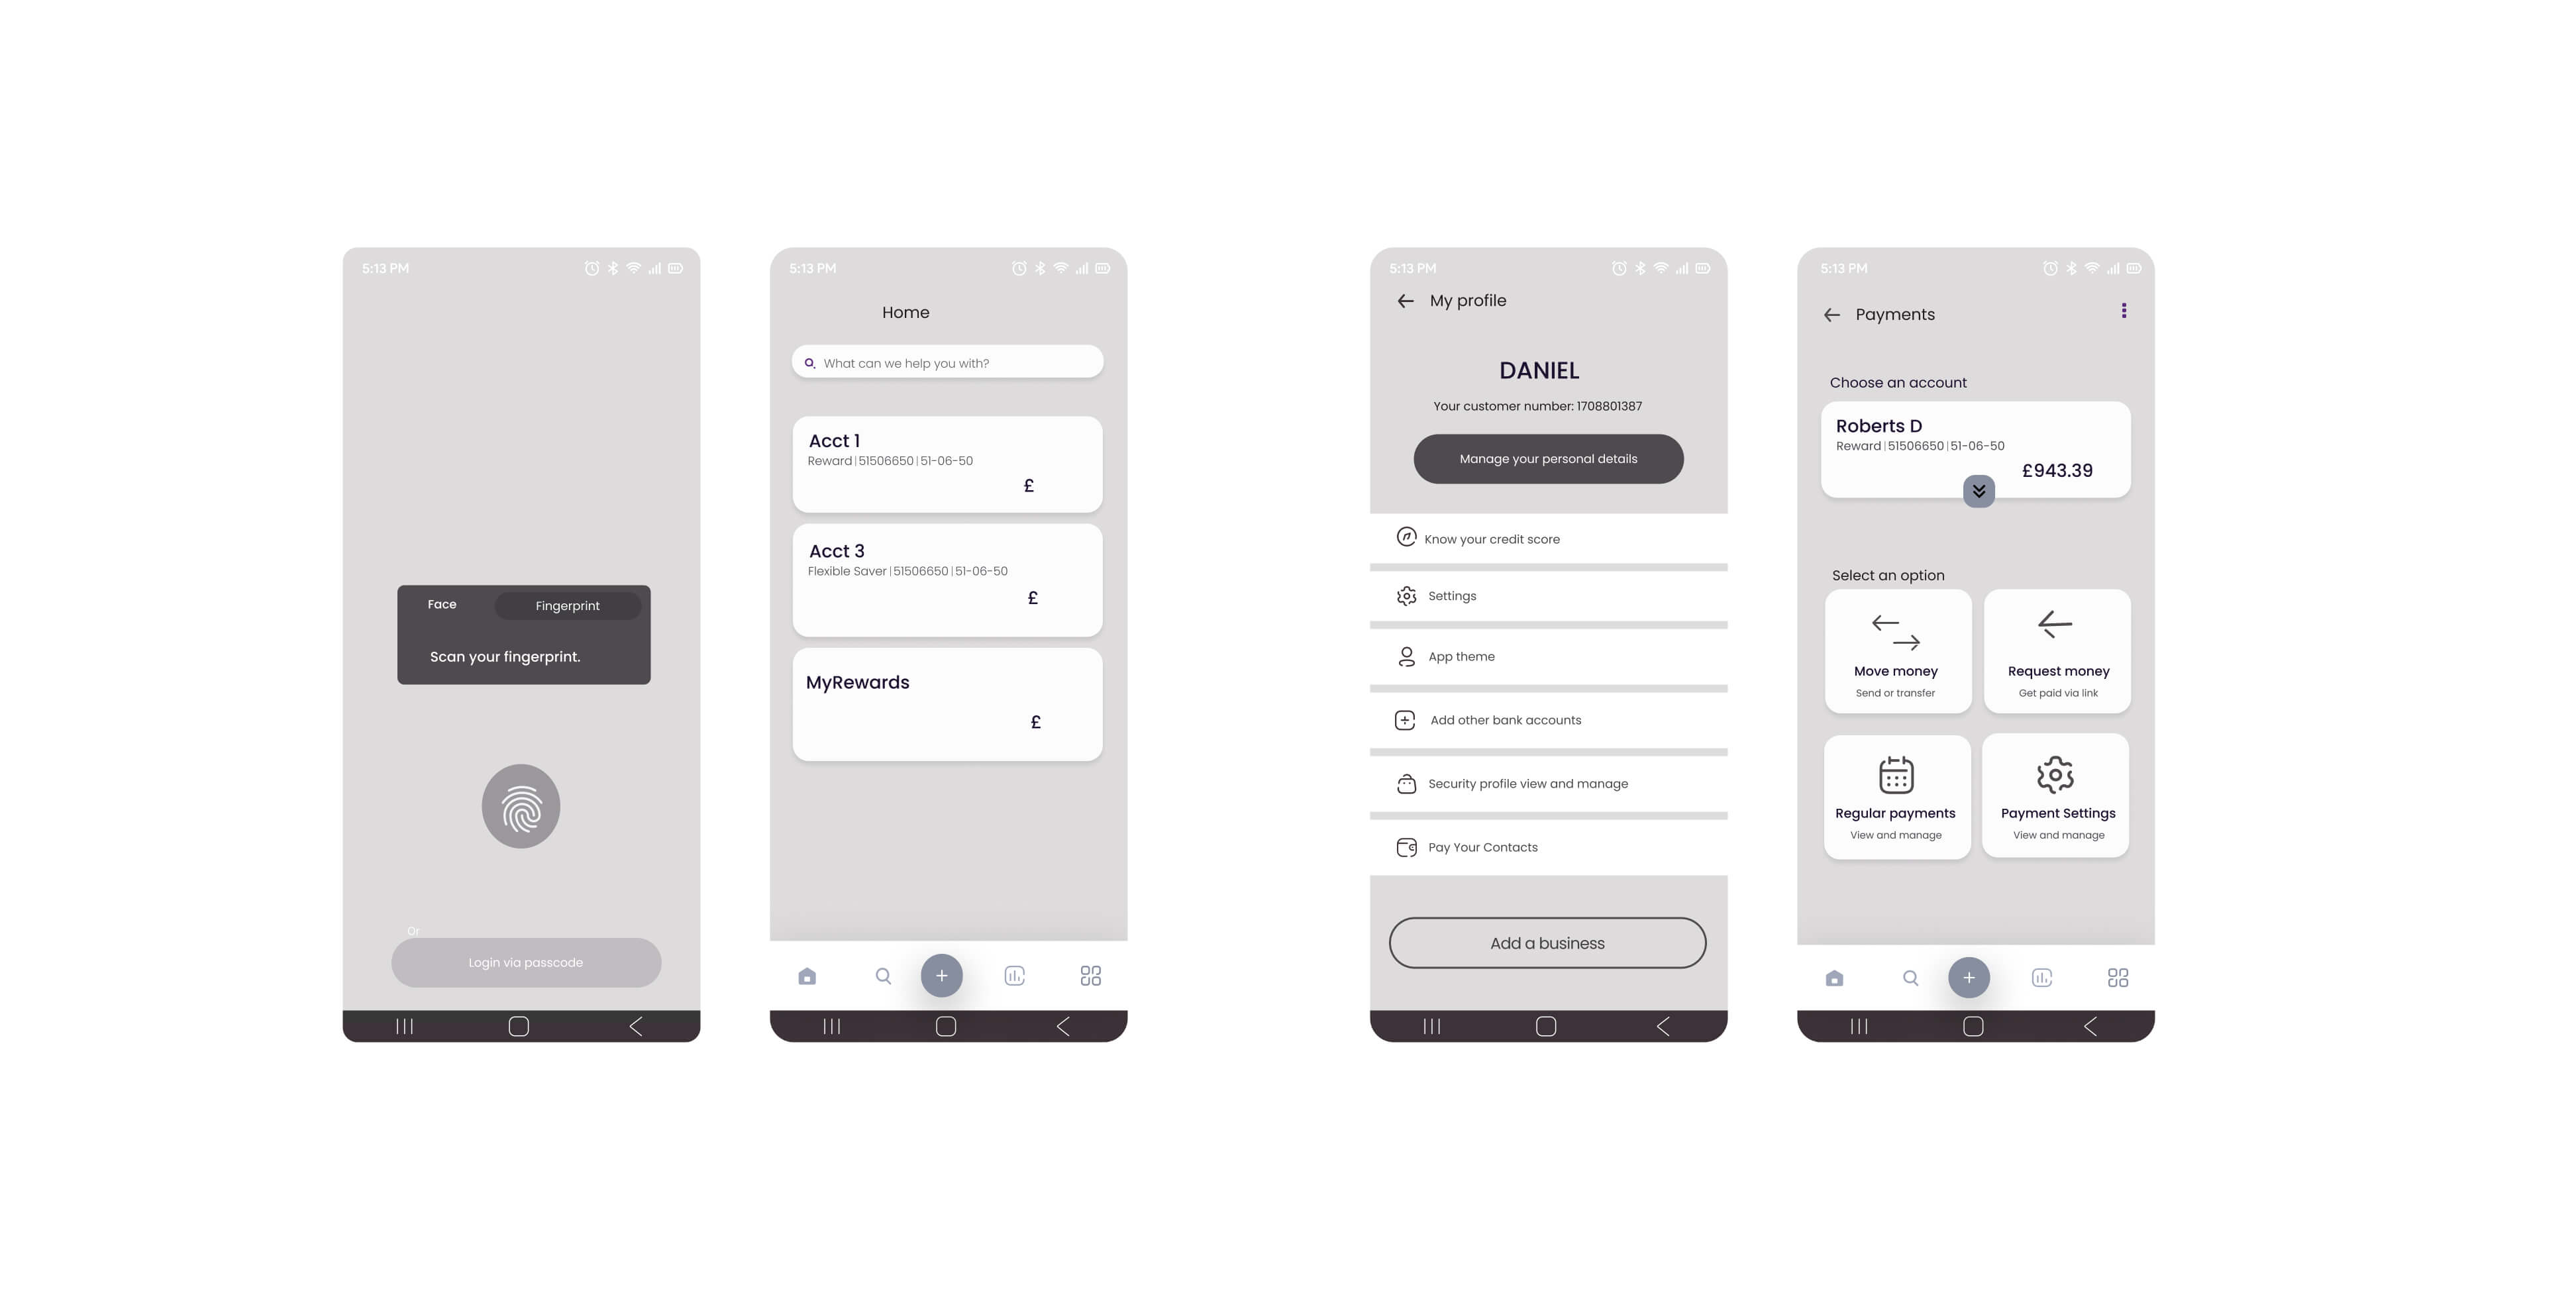 5:13 PM
Face
Fingerprint
Scan your fingerprint.
Or
Login via passcode
5:13 PM
Home
What can we help you with?
Acct 1
Reward|51506650|51-06-50
£
Acct 3
Flexible Saver|51506650|51-06-50
£
MyRewards
£
5:13 PM
My profile
DANIEL
Your customer number: 1708801387
Manage your personal details
Know your credit score
Settings
App theme
Add other bank accounts
Security profile view and manage
Pay Your Contacts
Add a business
5:13 PM
Payments
Choose an account
Roberts D
Reward|51506650|51-06-50
£943.39
Select an option
Move money
Send or transfer
Request money
Get paid via link
Regular payments
View and manage
Payment Settings
View and manage